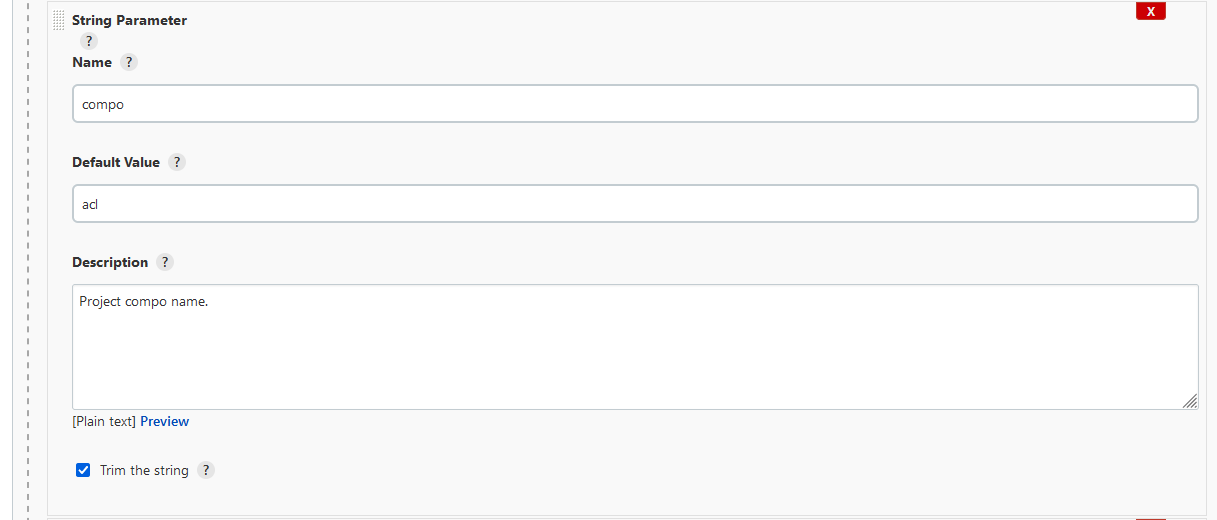 String Parameter
X
?
Name ?
compo
Default Value ?
acl
Description ?
Project compo name.
[Plain text] Preview
Trim the string ?